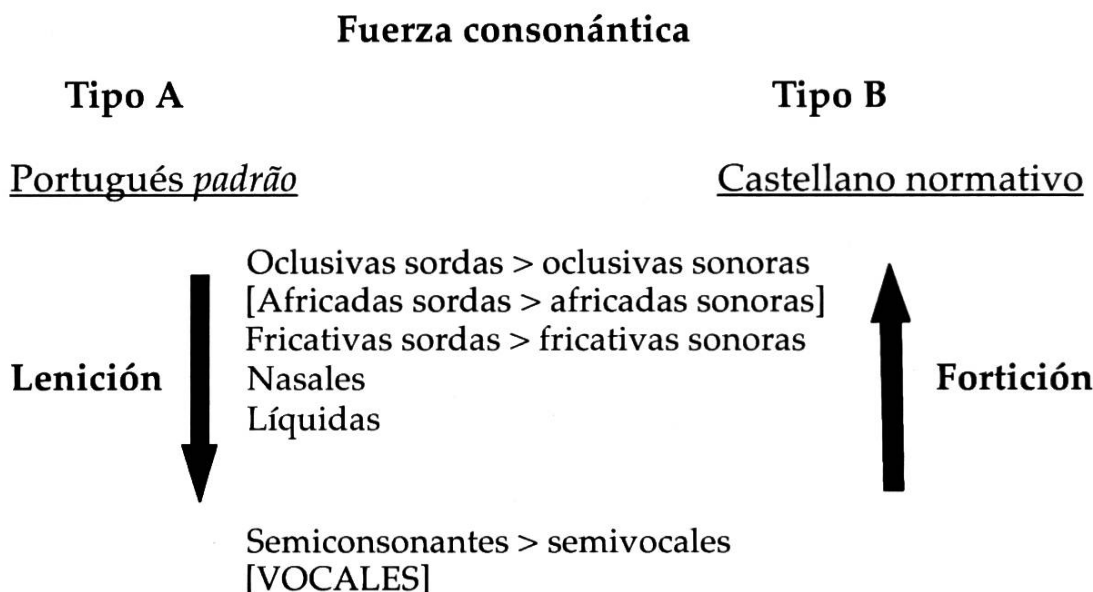 Fuerza consonántica
Tipo A Tipo B
Portugués padrão Castellano normativo
Oclusivas sordas > oclusivas sonoras
[Africadas sordas > africadas sonoras]
Fricativas sordas > fricativas sonoras
Lenición Nasales Fortición
Líquidas
Semiconsonantes > semivocales
[VOCALES]